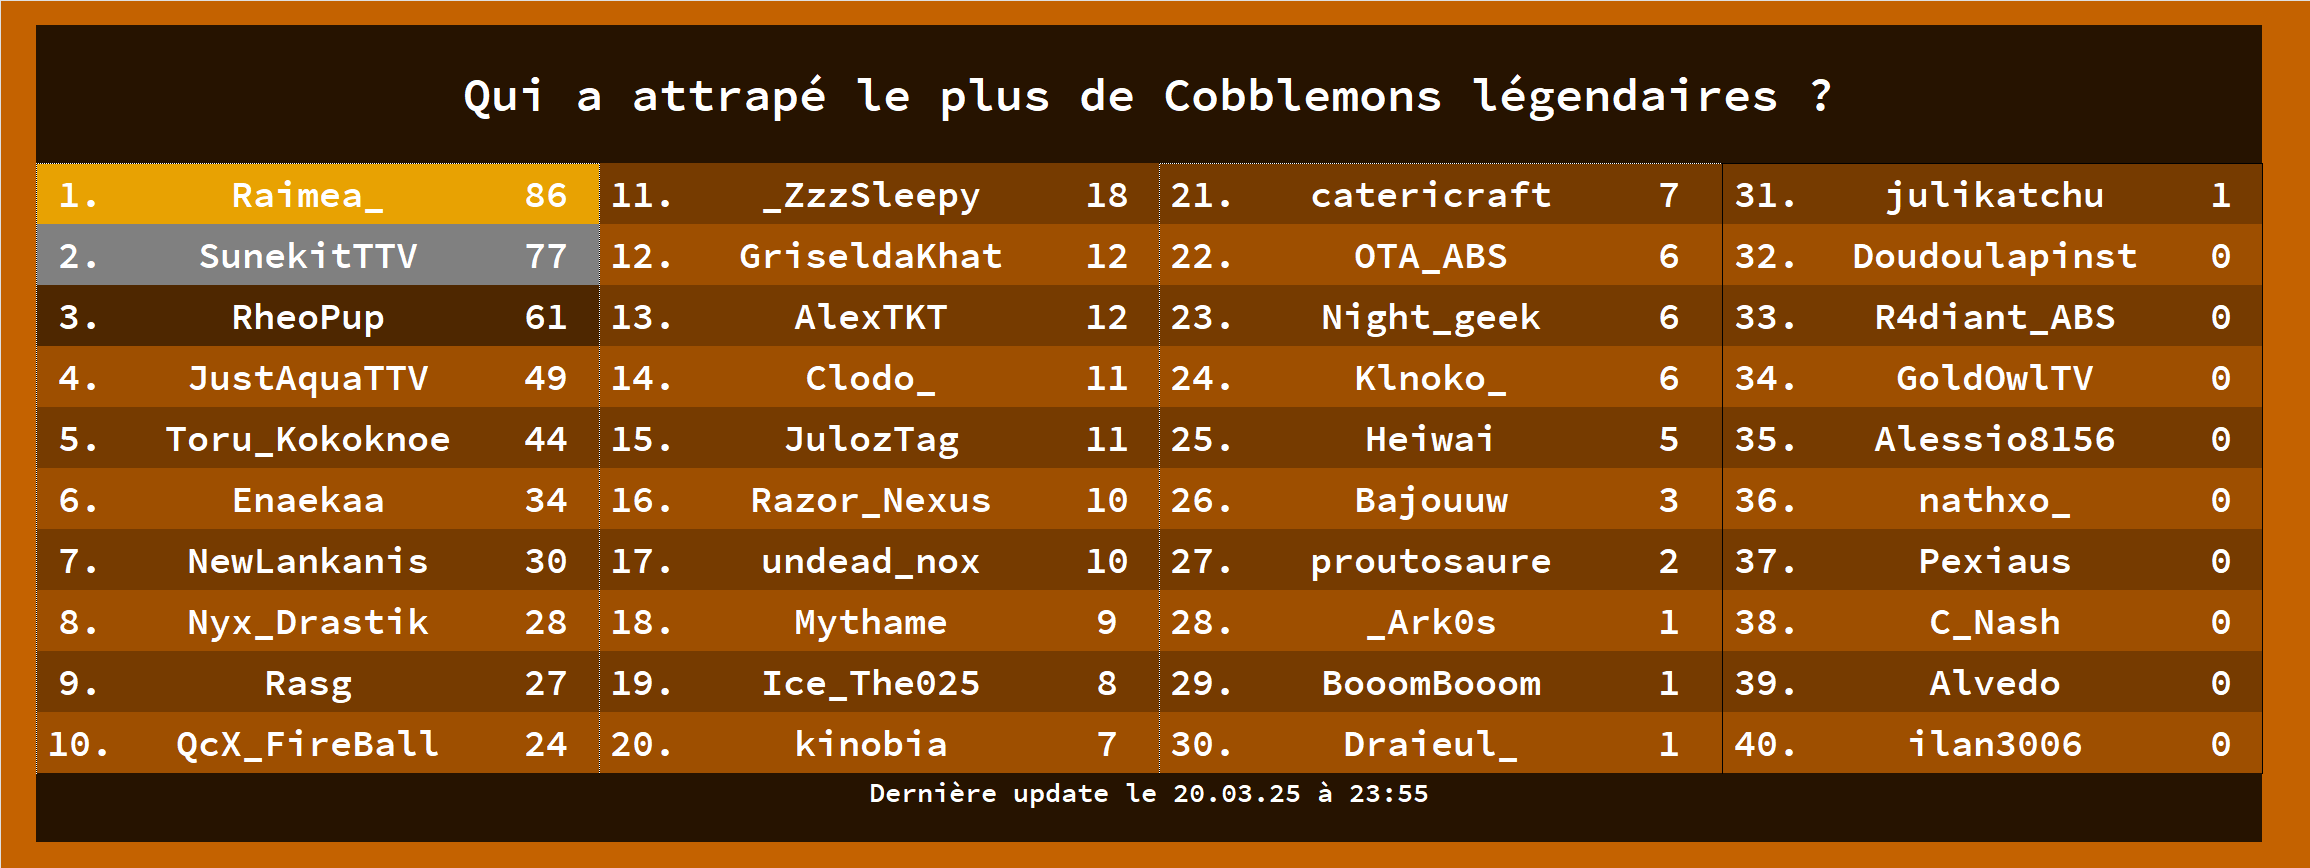 Qui a attrapé le plus de Cobblemons légendaires ?
1. Raimea_ 86
2. SunekitTTV 77
3. RheoPup 61
4. JustAquaTTV 49
5. Toru_Kokoknoe 44
6. Enaekaa 34
7. NewLankanis 30
8. Nyx_Drastik 28
9. Rasg 27
10. QcX_FireBall 24
11. _ZzzSleepy 18
12. GriseldaKhat 12
13. AlexTKT 12
14. Clodo_ 11
15. JulozTag 11
16. Razor_Nexus 10
17. undead_nox 10
18. Mythame 9
19. Ice_The025 8
20. kinobia 7
21. catericraft 7
22. OTA_ABS 6
23. Night_geek 6
24. Klnoko_ 6
25. Heiwai 5
26. Bajouuw 3
27. proutosaure 2
28. _Ark0s 1
29. BooomBooom 1
30. Draieul_ 1
31. julikatchu 1
32. Doudoulapinst 0
33. R4diant_ABS 0
34. GoldOwlTV 0
35. Alessio8156 0
36. nathxo_ 0
37. Pexiaus 0
38. C_Nash 0
39. Alvedo 0
40. ilan3006 0
Dernière update le 20.03.25 à 23:55